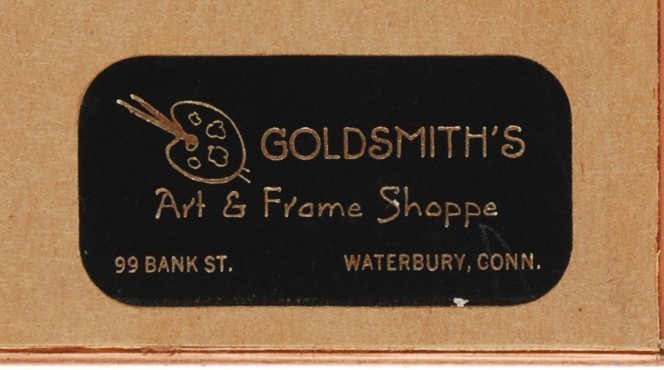 GOLDSMITH'S
Art & Frame Shoppe
99 BANK ST. WATERBURY, CONN.